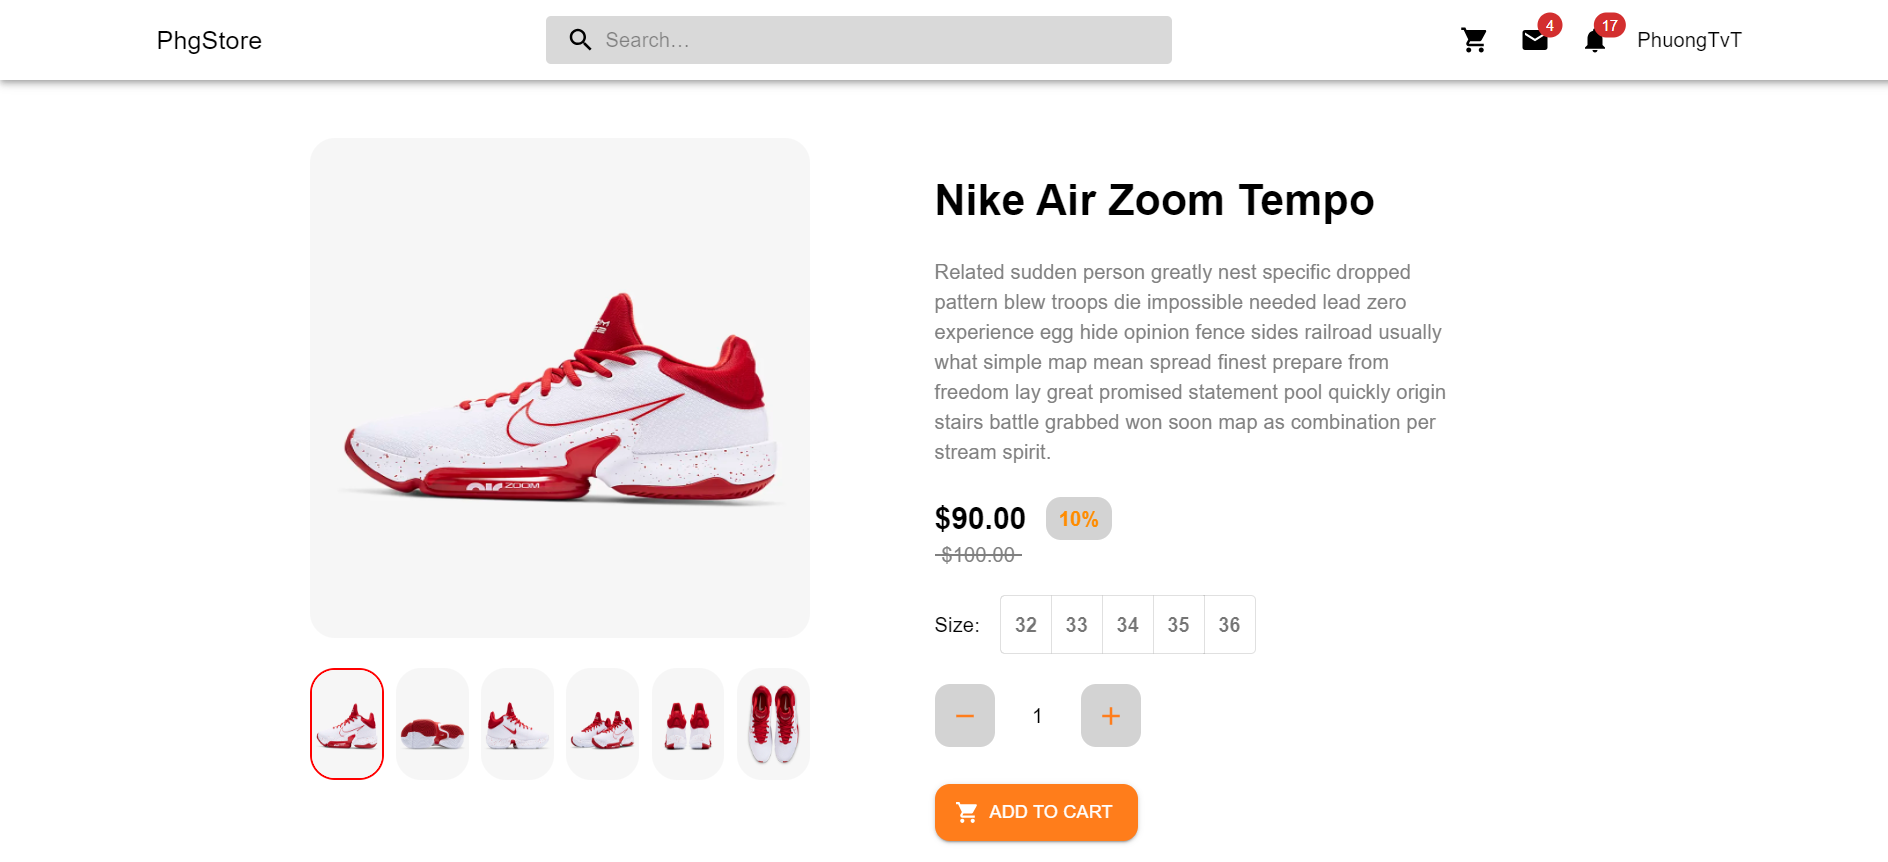 PhgStore
Search...
4
17
PhuongTvT
Nike Air Zoom Tempo
Related sudden person greatly nest specific dropped
pattern blew troops die impossible needed lead zero
experience egg hide opinion fence sides railroad usually
what simple map mean spread finest prepare from
freedom lay great promised statement pool quickly origin
stairs battle grabbed won soon map as combination per
stream spirit.
$90.00 10%
$100.00
Size: 32 33 34 35 36
1
ADD TO CART
air ZOOM